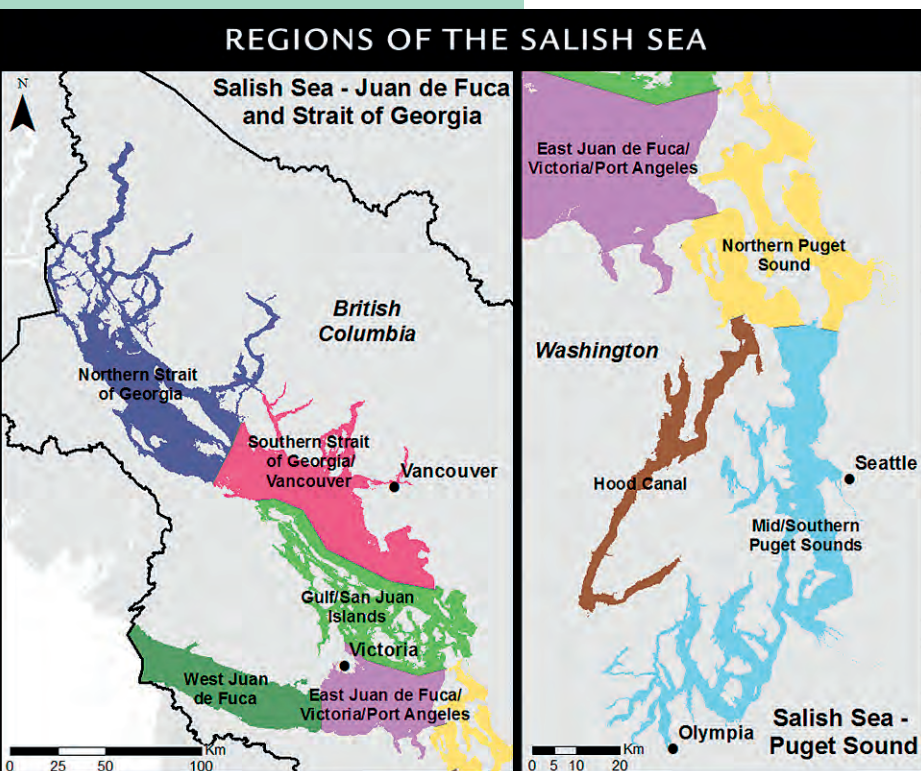 REGIONS OF THE SALISH SEA
N
Salish Sea - Juan de Fuca
and Strait of Georgia
British
Columbia
Northern Strait
of Georgia
Southern Strait
of Georgia/
Vancouver
Vancouver
Gulf/San Juan
Islands
Victoria
West Juan
de Fuca
East Juan de Fuca/
Victoria/Port Angeles
Km
0 25 50 100
East Juan de Fuca/
Victoria/Port Angeles
Northern Puget
Sound
Washington
Seattle
Hood Canal
Mid/Southern
Puget Sounds
Olympia
Salish Sea -
Puget Sound
Km
0 5 10 20